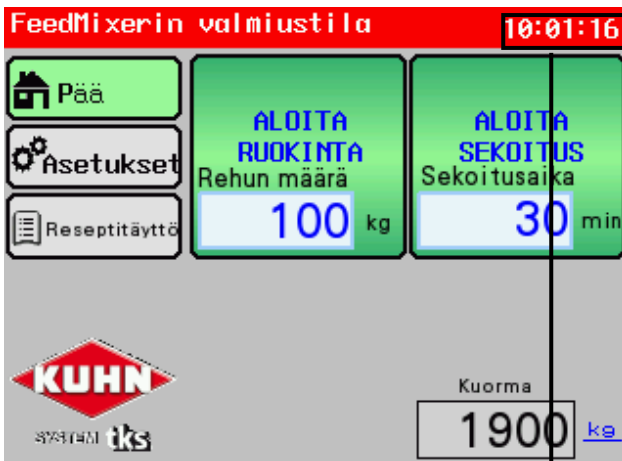 FeedMixerin valmiustila
10:01:16
Pää
Asetukset
Reseptitäyttö
ALOITA
RUOKINTA
Rehun määrä
100 kg
ALOITA
SEKOITUS
Sekoitusaika
30 min
KUHN
SYSTEM tks
Kuorma
1900 kg